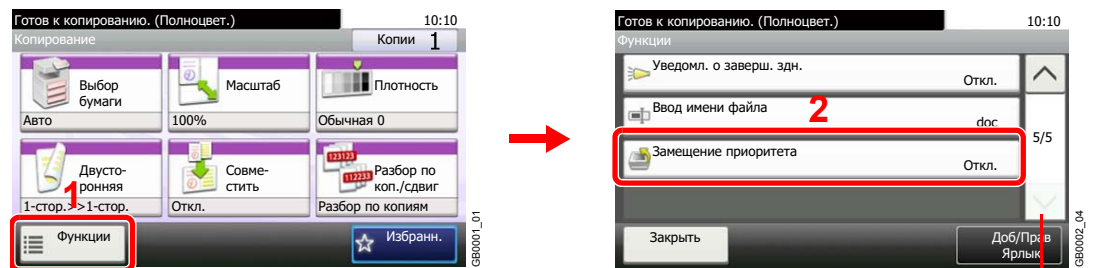 Готов к копированию. (Полноцвет.)
10:10
Копирование
Копии 1
Выбор
бумаги
Авто
Масштаб
100%
Плотность
Обычная 0
Двусто-
ронняя
1-стор.>>1-стор.
Совме-
стить
Откл.
123123
112233
Разбор по
коп./сдвиг
Разбор по копиям
1
Функции
Избранн.
GB0001_01
Готов к копированию. (Полноцвет.)
10:10
Функции
Уведомл. о заверш. здн.
Откл.
Ввод имени файла
doc
2
5/5
Замещение приоритета
Откл.
Закрыть
Доб/Прав
Ярлык
GB0002_04